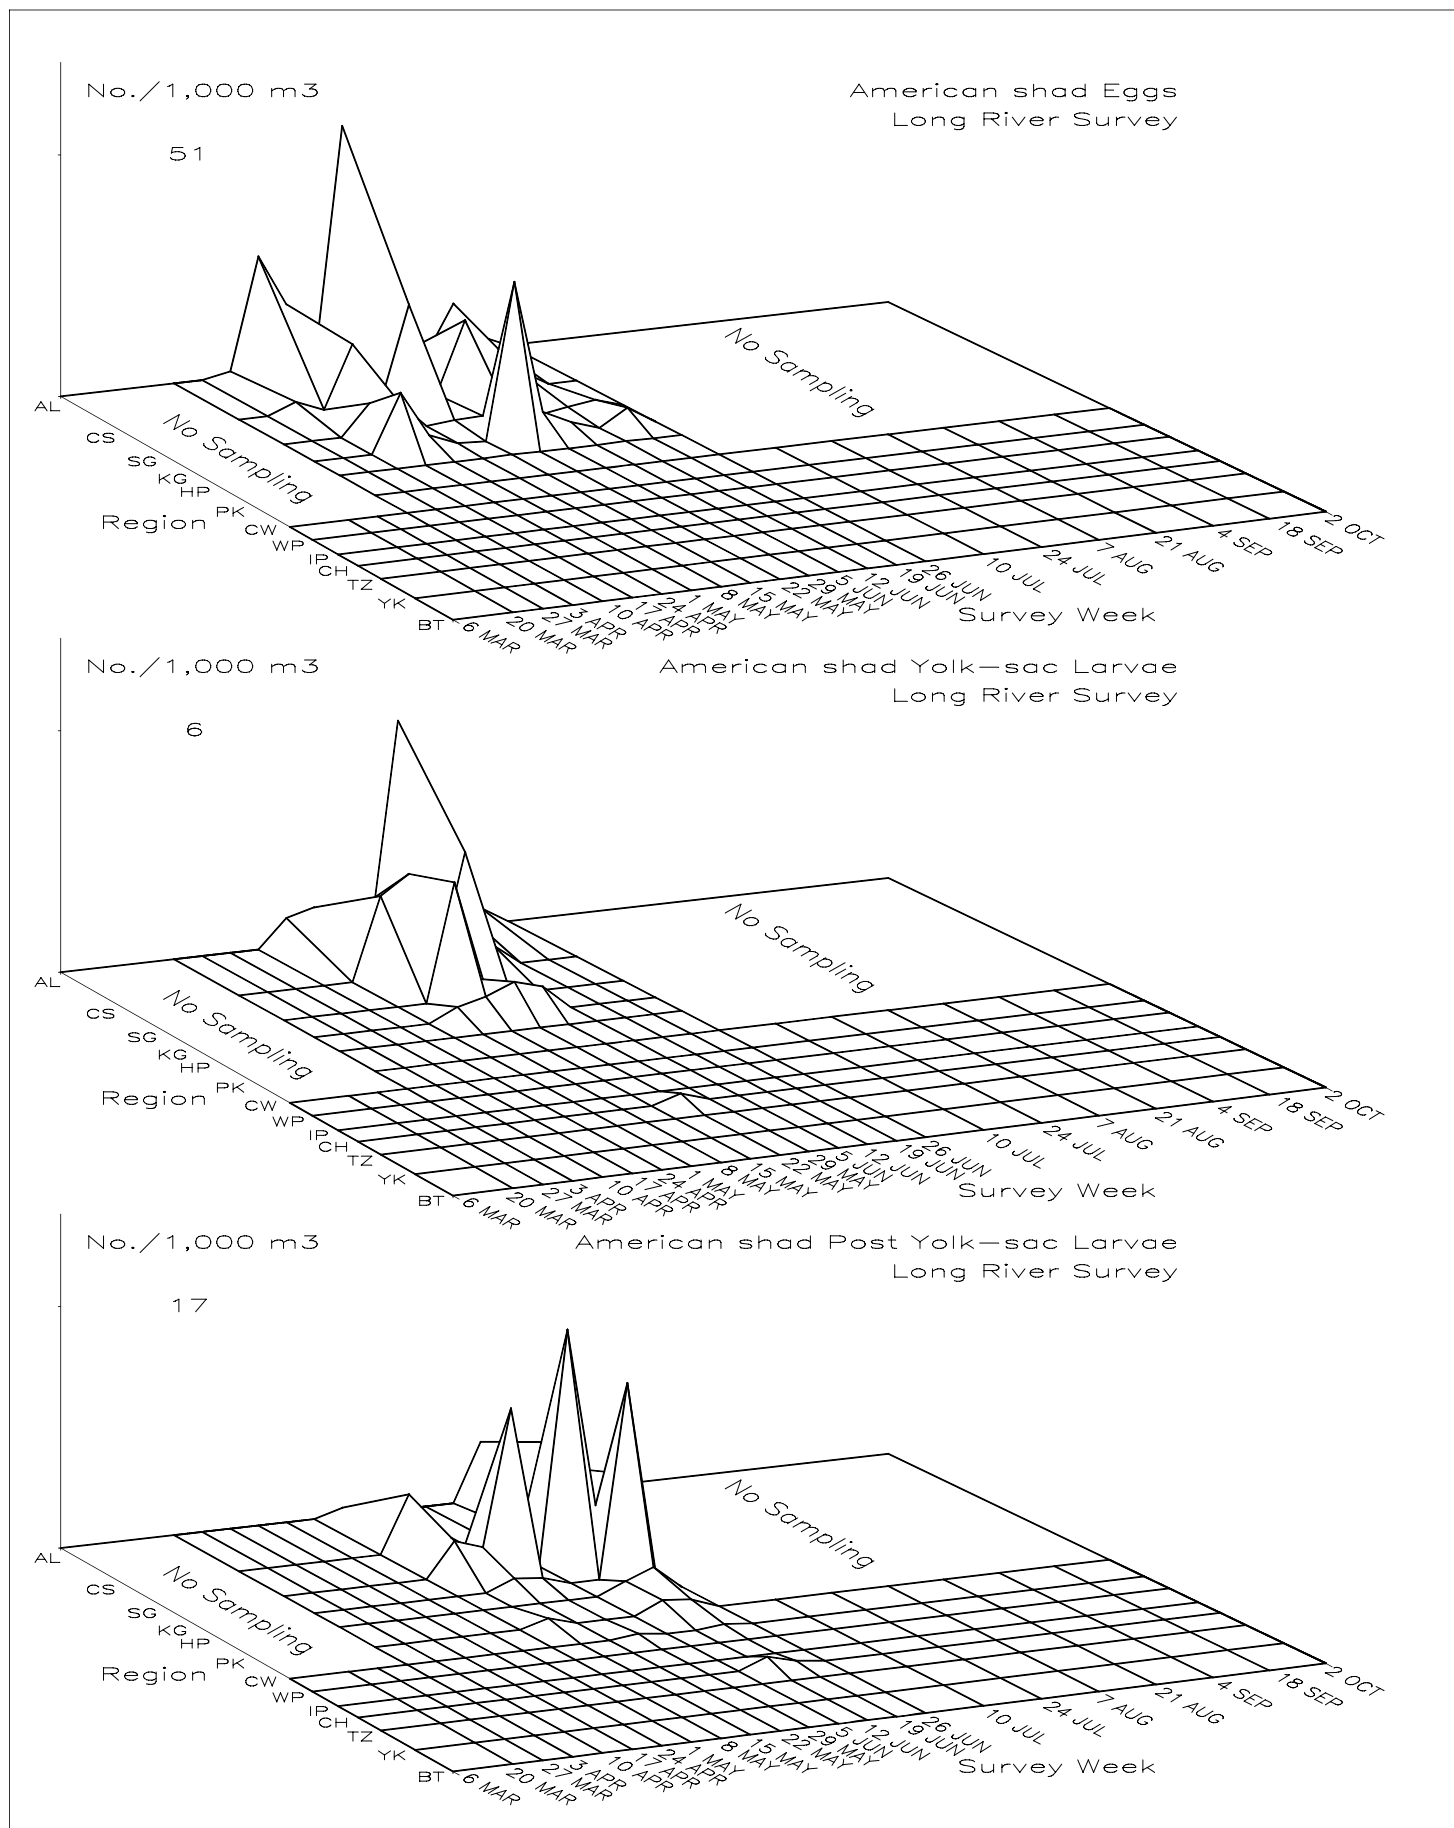 No./1,000 m3
American shad Eggs
Long River Survey
51
No Sampling
No Sampling
AL
CS
SG
KG
HP
PK
CW
WP
IP
CH
TZ
YK
BT
Region
6 MAR
20 MAR
27 MAR
3 APR
10 APR
17 APR
24 APR
1 MAY
8 MAY
15 MAY
22 MAY
29 MAY
5 JUN
12 JUN
19 JUN
26 JUN
10 JUL
24 JUL
7 AUG
21 AUG
4 SEP
18 SEP
2 OCT
Survey Week
No./1,000 m3
American shad Yolk-sac Larvae
Long River Survey
6
No Sampling
No Sampling
AL
CS
SG
KG
HP
PK
CW
WP
IP
CH
TZ
YK
BT
Region
6 MAR
20 MAR
27 MAR
3 APR
10 APR
17 APR
24 APR
1 MAY
8 MAY
15 MAY
22 MAY
29 MAY
5 JUN
12 JUN
19 JUN
26 JUN
10 JUL
24 JUL
7 AUG
21 AUG
4 SEP
18 SEP
2 OCT
Survey Week
No./1,000 m3
American shad Post Yolk-sac Larvae
Long River Survey
17
No Sampling
No Sampling
AL
CS
SG
KG
HP
PK
CW
WP
IP
CH
TZ
YK
BT
Region
6 MAR
20 MAR
27 MAR
3 APR
10 APR
17 APR
24 APR
1 MAY
8 MAY
15 MAY
22 MAY
29 MAY
5 JUN
12 JUN
19 JUN
26 JUN
10 JUL
24 JUL
7 AUG
21 AUG
4 SEP
18 SEP
2 OCT
Survey Week